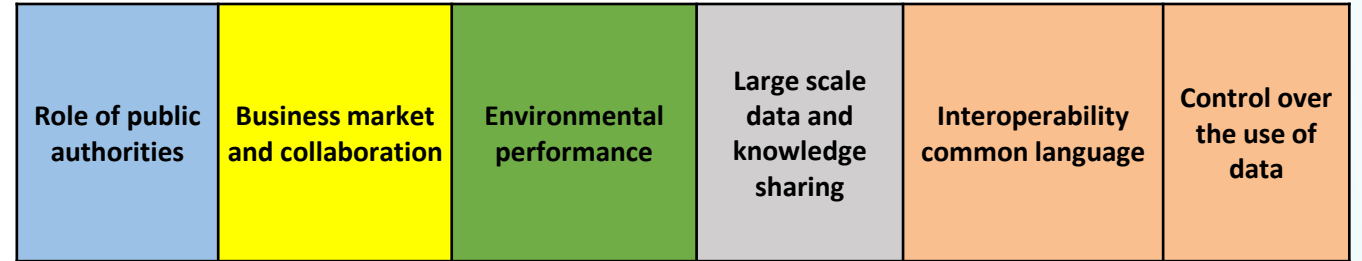 Role of public
authorities
Business market
and collaboration
Environmental
performance
Large scale
data and
knowledge
sharing
Interoperability
common language
Control over
the use of
data